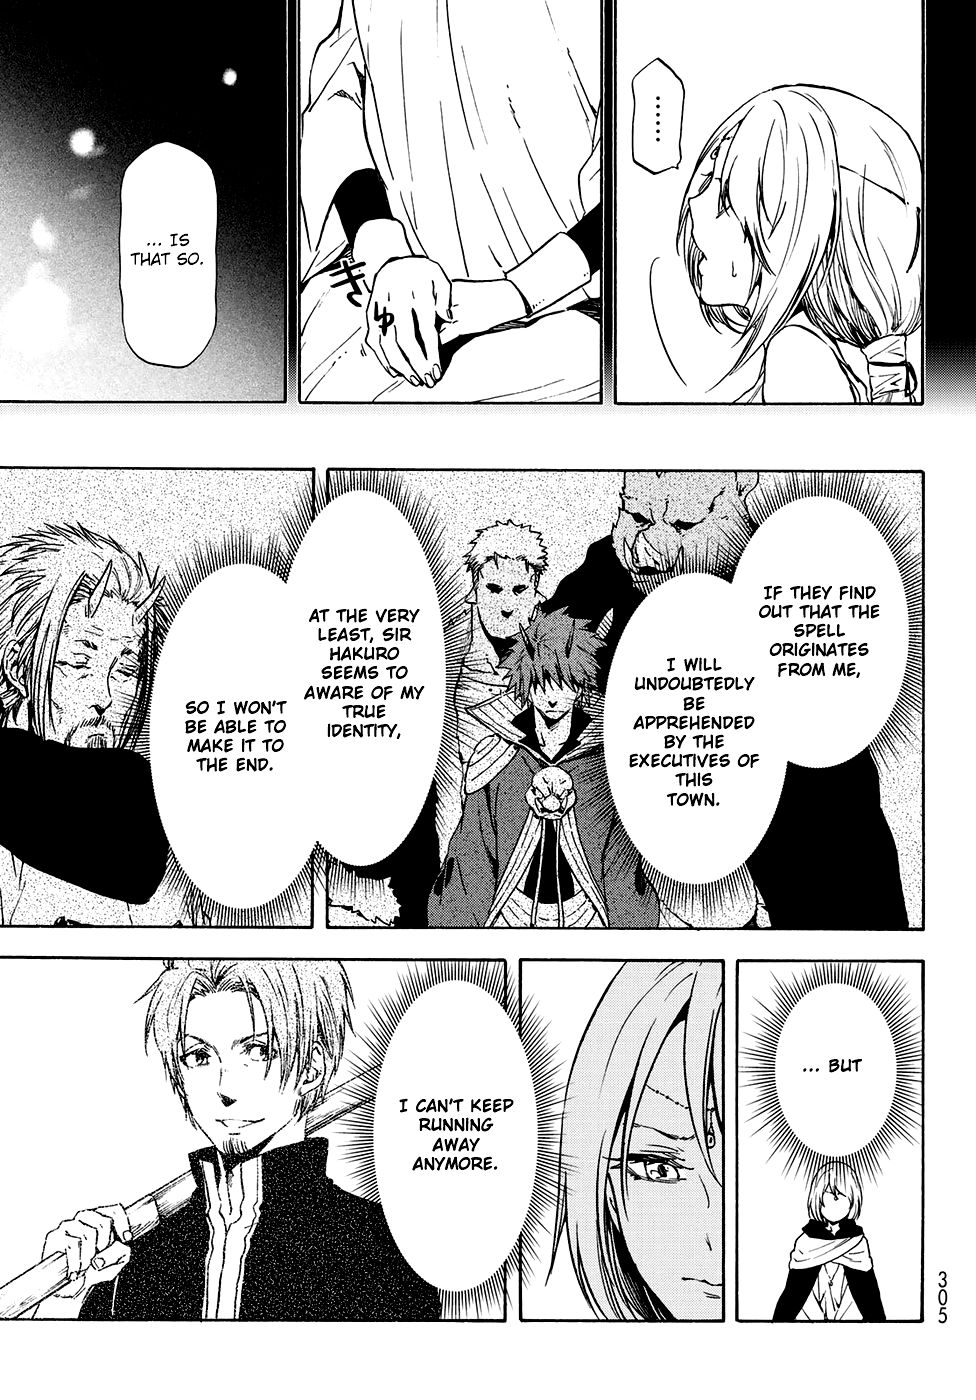 ......
ぎ
ゅ
... IS
THAT SO.
IF THEY FIND
OUT THAT THE
SPELL
ORIGINATES
FROM ME,
I WILL
UNDOUBTEDLY
BE
APPREHENDED
BY THE
EXECUTIVES OF
THIS
TOWN.
AT THE VERY
LEAST, SIR
HAKURO
SEEMS TO
AWARE OF MY
TRUE
IDENTITY,
SO I WON'T
BE ABLE TO
MAKE IT TO
THE END.
... BUT
I CAN'T KEEP
RUNNING
AWAY
ANYMORE.
305